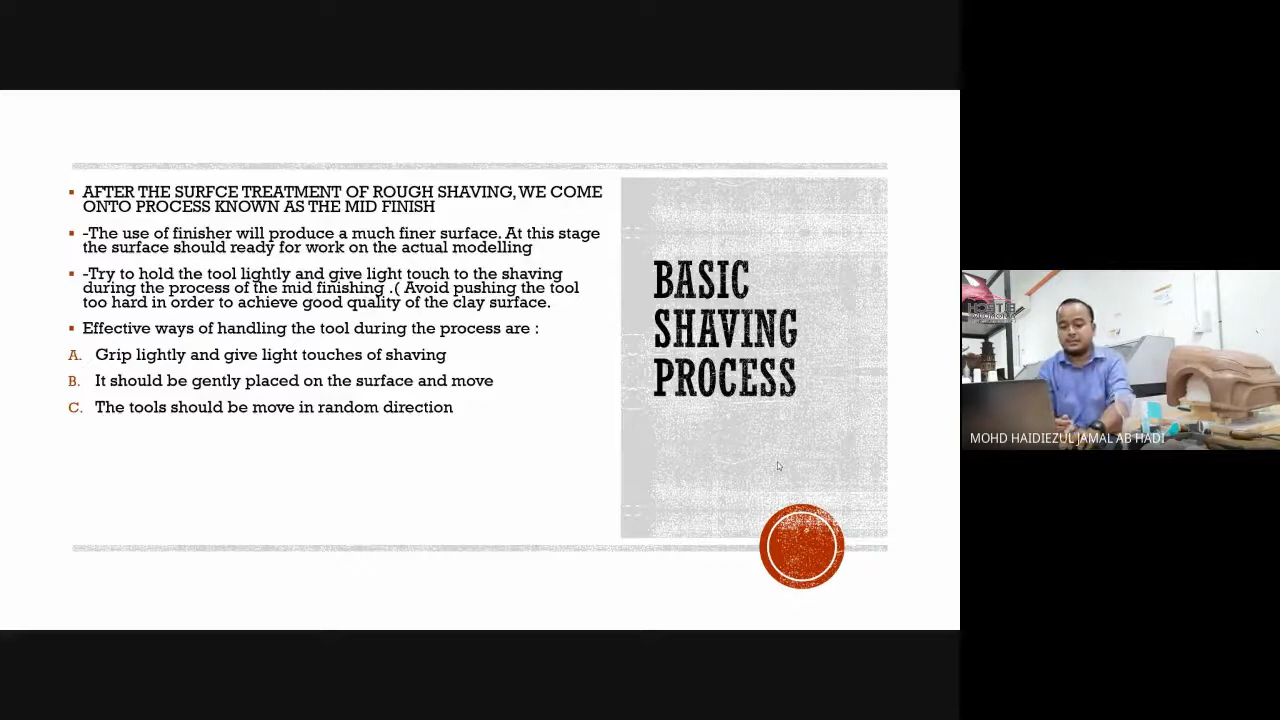 AFTER THE SURFCE TREATMENT OF ROUGH SHAVING, WE COME
ONTO PROCESS KNOWN AS THE MID FINISH
-The use of finisher will produce a much finer surface. At this stage
the surface should ready for work on the actual modelling
-Try to hold the tool lightly and give light touch to the shaving
during the process of the mid finishing .( Avoid pushing the tool
too hard in order to achieve good quality of the clay surface.
Effective ways of handling the tool during the process are :
A. Grip lightly and give light touches of shaving
B. It should be gently placed on the surface and move
C. The tools should be move in random direction
BASIC
SHAVING
PROCESS
MOHD HAIDIEZUL JAMAL AB HADI